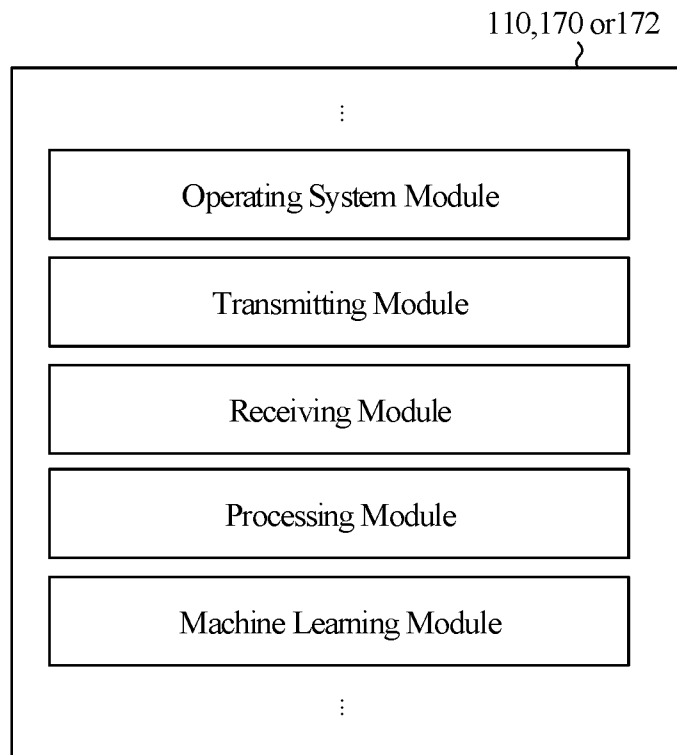 110,170 or172
⋮
Operating System Module
Transmitting Module
Receiving Module
Processing Module
Machine Learning Module
⋮